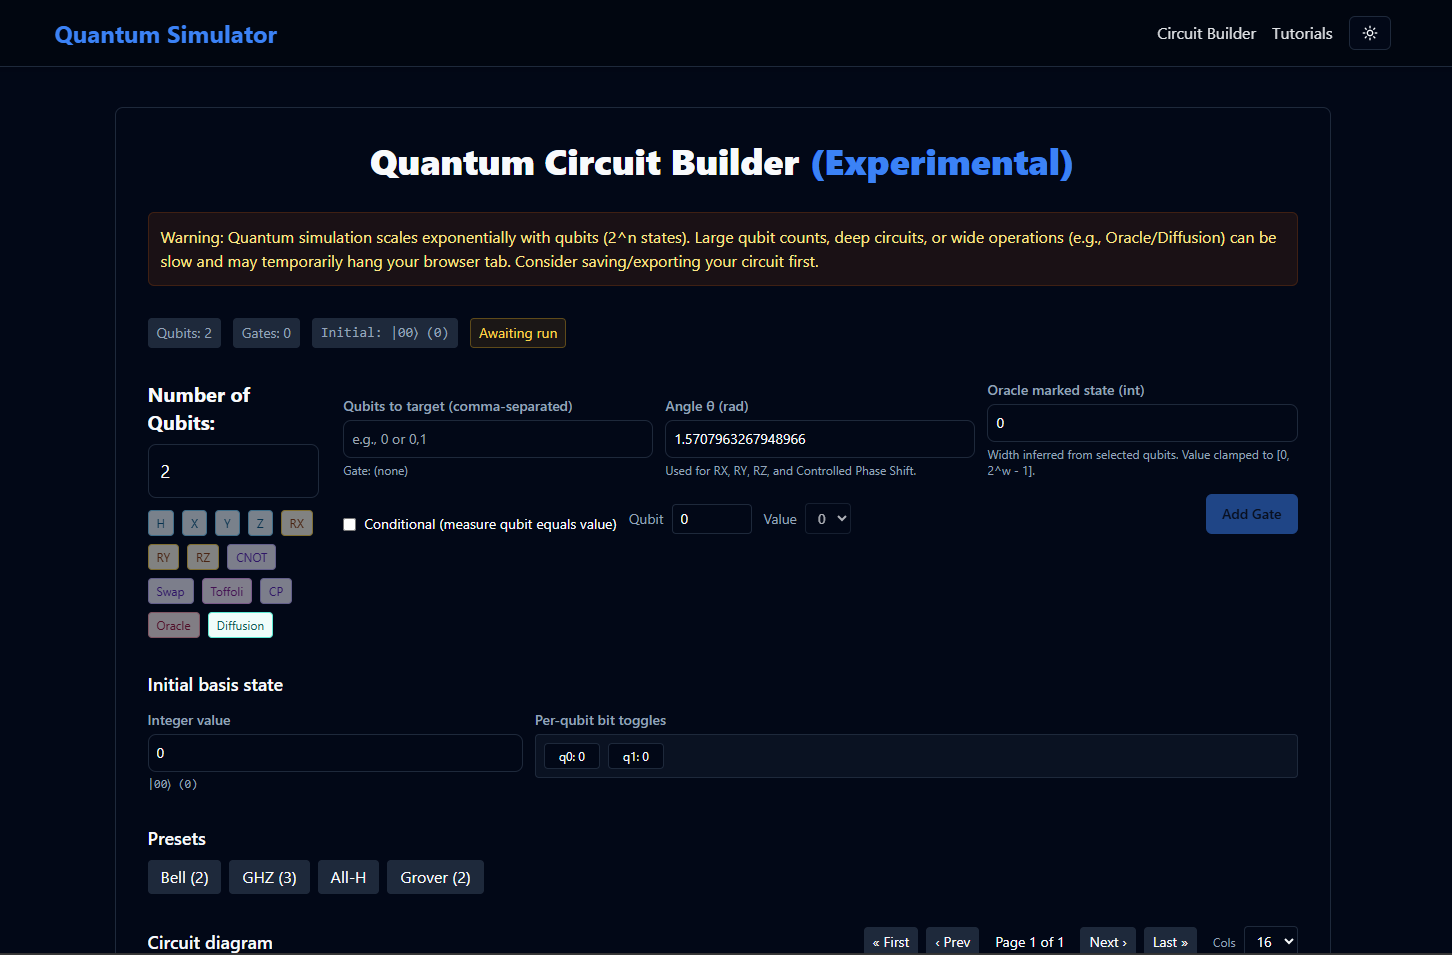 Quantum Simulator
Circuit Builder
Tutorials
Quantum Circuit Builder (Experimental)
Warning: Quantum simulation scales exponentially with qubits (2^n states). Large qubit counts, deep circuits, or wide operations (e.g., Oracle/Diffusion) can be
slow and may temporarily hang your browser tab. Consider saving/exporting your circuit first.
Qubits: 2
Gates: 0
Initial: |00⟩ (0)
Awaiting run
Number of
Qubits:
2
H X Y Z RX
RY RZ CNOT
Swap Toffoli CP
Oracle Diffusion
Qubits to target (comma-separated)
e.g., 0 or 0,1
Gate: (none)
Angle θ (rad)
1.5707963267948966
Used for RX, RY, RZ, and Controlled Phase Shift.
Oracle marked state (int)
0
Width inferred from selected qubits. Value clamped to [0,
2^w - 1].
Conditional (measure qubit equals value) Qubit 0 Value 0
Add Gate
Initial basis state
Integer value
0
|00⟩ (0)
Per-qubit bit toggles
q0: 0 q1: 0
Presets
Bell (2) GHZ (3) All-H Grover (2)
Circuit diagram
« First ‹ Prev Page 1 of 1 Next › Last » Cols 16